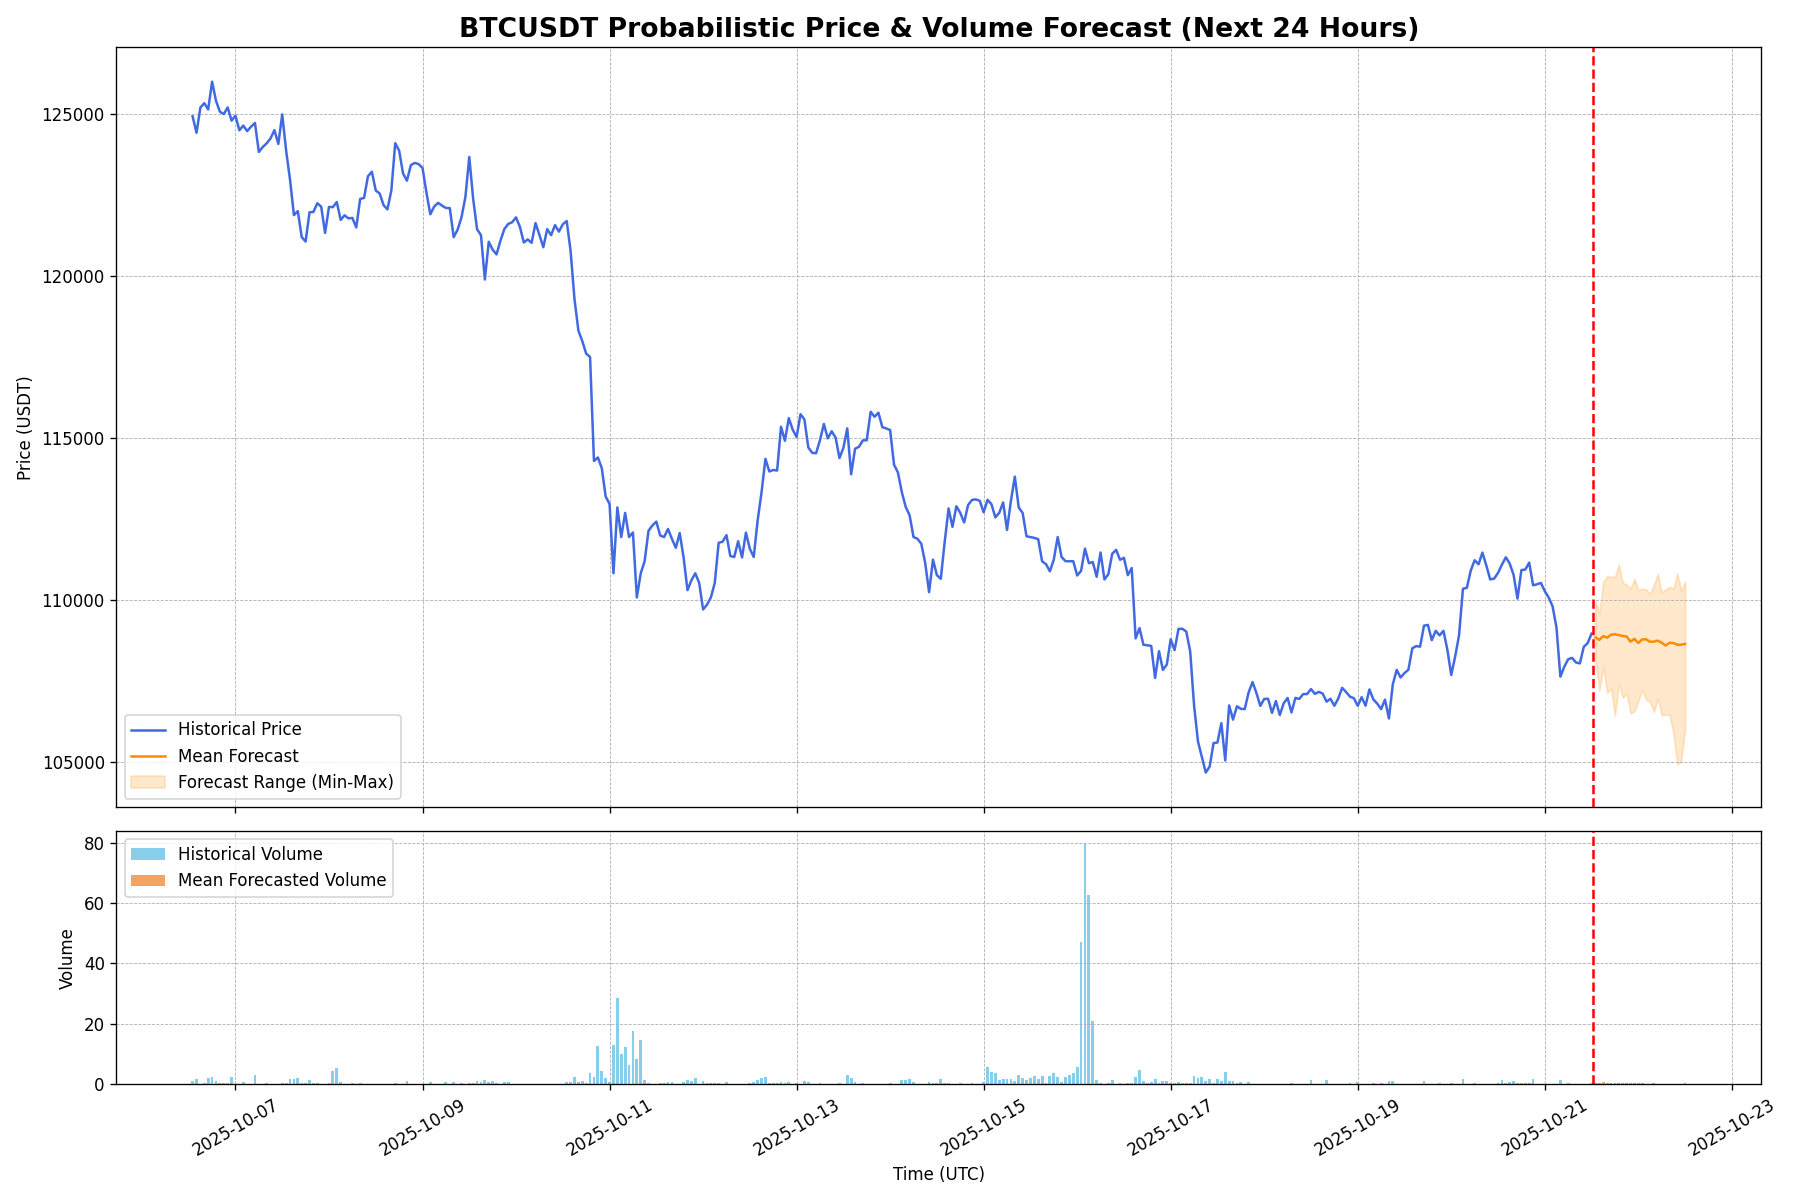 BTCUSDT Probabilistic Price & Volume Forecast (Next 24 Hours)
Price (USDT)
125000
120000
115000
110000
105000
Historical Price
Mean Forecast
Forecast Range (Min-Max)
Volume
80
60
40
20
0
Historical Volume
Mean Forecasted Volume
2025-10-07
2025-10-09
2025-10-11
2025-10-13
2025-10-15
2025-10-17
2025-10-19
2025-10-21
2025-10-23
Time (UTC)